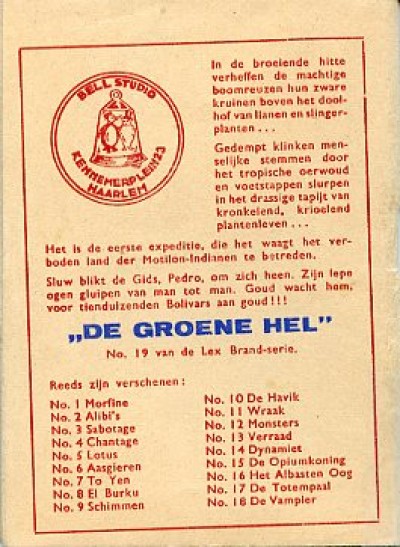 BELL STUDIO
KENNEMERPLEIN 23
HAARLEM
In de broeiende hitte
verheffen de machtige
boomreuzen hun zware
kruinen boven het dool-
hof van lianen en slinger-
planten . . .
Gedempt klinken men-
selijke stemmen door
het tropische oerwoud
en voetstappen slurpen
in het drassige tapijt van
kronkelend, krioelend
plantenleven . . .
Het is de eerste expeditie, die het waagt het ver-
boden land der Motilon-Indianen te betreden.
Sluw blikt de Gids, Pedro, om zich heen. Zijn lepe
ogen gluipen van man tot man. Goud wacht hem,
voor tienduizenden Bolivars aan goud!!!
„DE GROENE HEL"
No. 19 van de Lex Brand-serie.
Reeds zijn verschenen:
No. 1 Morfine
No. 2 Alibi's
No. 3 Sabotage
No. 4 Chantage
No. 5 Lotus
No. 6 Aasgieren
No. 7 To Yen
No. 8 El Burku
No. 9 Schimmen
No. 10 De Havik
No. 11 Wraak
No. 12 Monsters
No. 13 Verraad
No. 14 Dynamiet
No. 15 De Opiumkoning
No. 16 Het Albasten Oog
No. 17 De Totempaal
No. 18 De Vampier